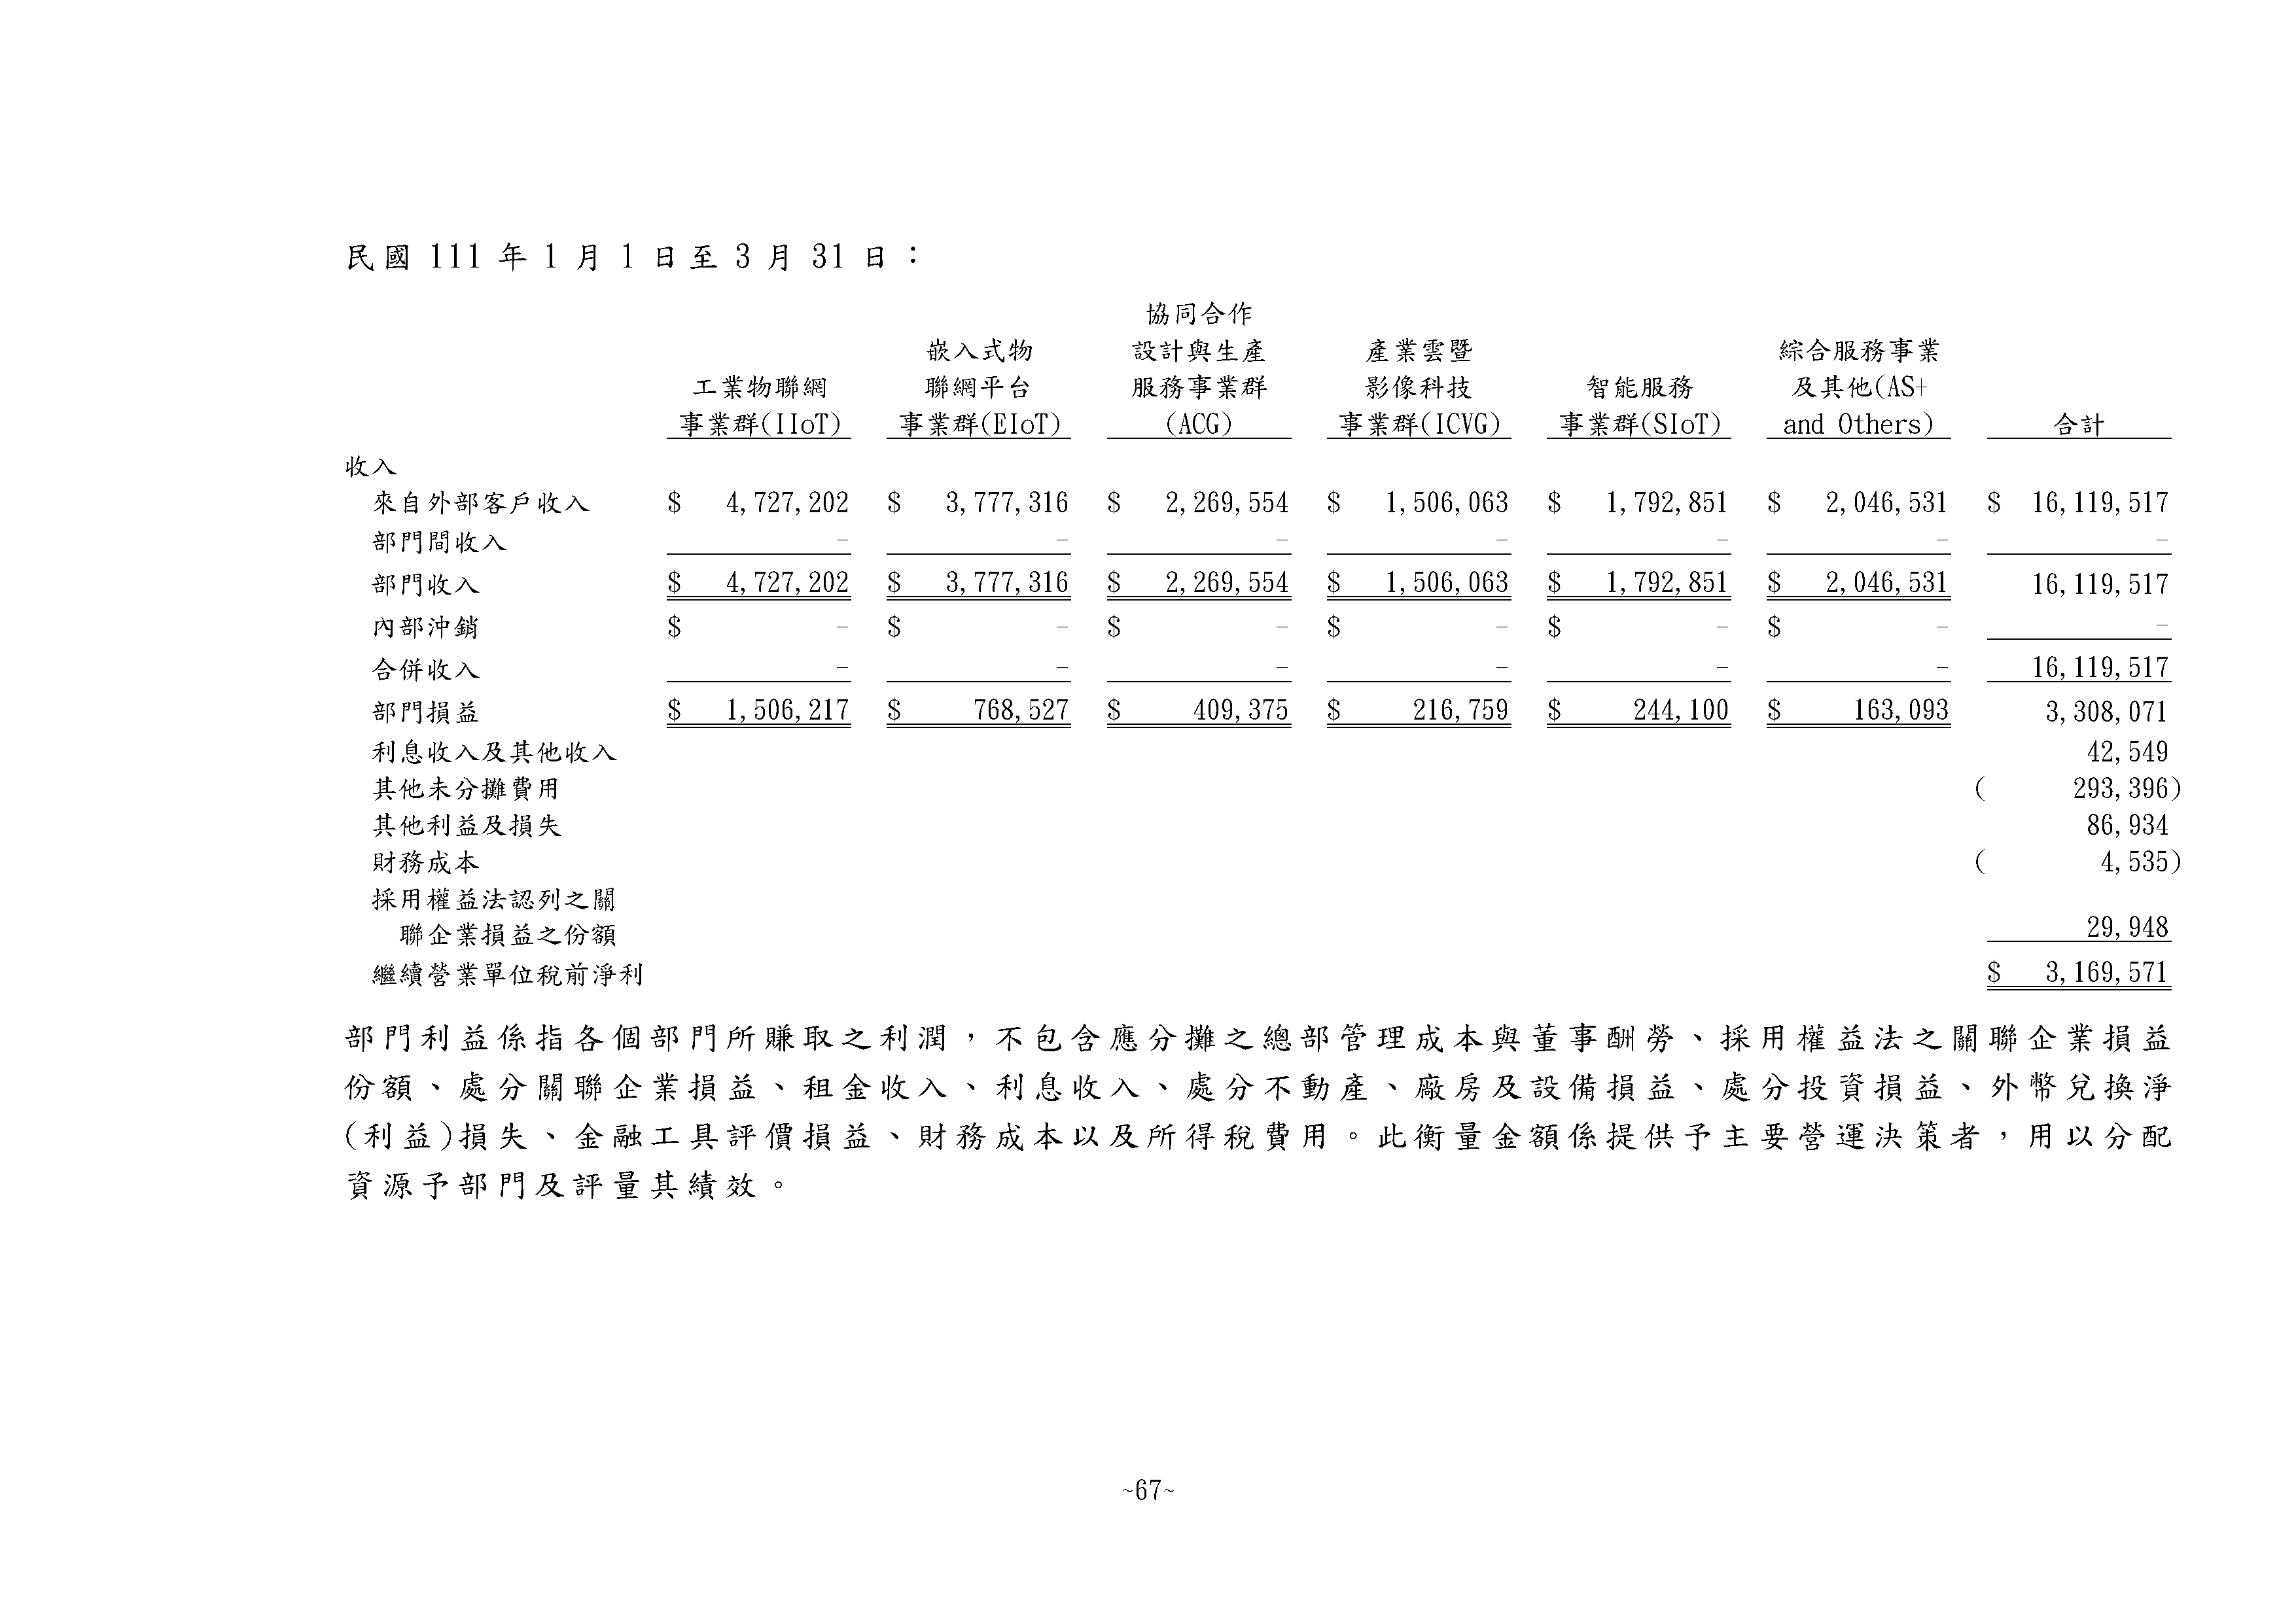 民國 111 年 1 月 1 日至 3 月 31 日：
協同合作
嵌入式物 設計與生產 產業雲暨 綜合服務事業
工業物聯網 聯網平台 服務事業群 影像科技 智能服務 及其他(AS+
事業群(IIoT) 事業群(EIoT) (ACG) 事業群(ICVG) 事業群(SIoT) and Others) 合計
收入
來自外部客戶收入 $ 4,727,202 $ 3,777,316 $ 2,269,554 $ 1,506,063 $ 1,792,851 $ 2,046,531 $ 16,119,517
部門間收入 - - - - - - -
部門收入 $ 4,727,202 $ 3,777,316 $ 2,269,554 $ 1,506,063 $ 1,792,851 $ 2,046,531 16,119,517
內部沖銷 $ - $ - $ - $ - $ - $ - -
合併收入 - - - - - - 16,119,517
部門損益 $ 1,506,217 $ 768,527 $ 409,375 $ 216,759 $ 244,100 $ 163,093 3,308,071
利息收入及其他收入 42,549
其他未分攤費用 ( 293,396)
其他利益及損失 86,934
財務成本 ( 4,535)
採用權益法認列之關
聯企業損益之份額 29,948
繼續營業單位稅前淨利 $ 3,169,571
部門利益係指各個部門所賺取之利潤，不包含應分攤之總部管理成本與董事酬勞、採用權益法之關聯企業損益
份額、處分關聯企業損益、租金收入、利息收入、處分不動產、廠房及設備損益、處分投資損益、外幣兌換淨
(利益)損失、金融工具評價損益、財務成本以及所得稅費用。此衡量金額係提供予主要營運決策者，用以分配
資源予部門及評量其績效。
~67~